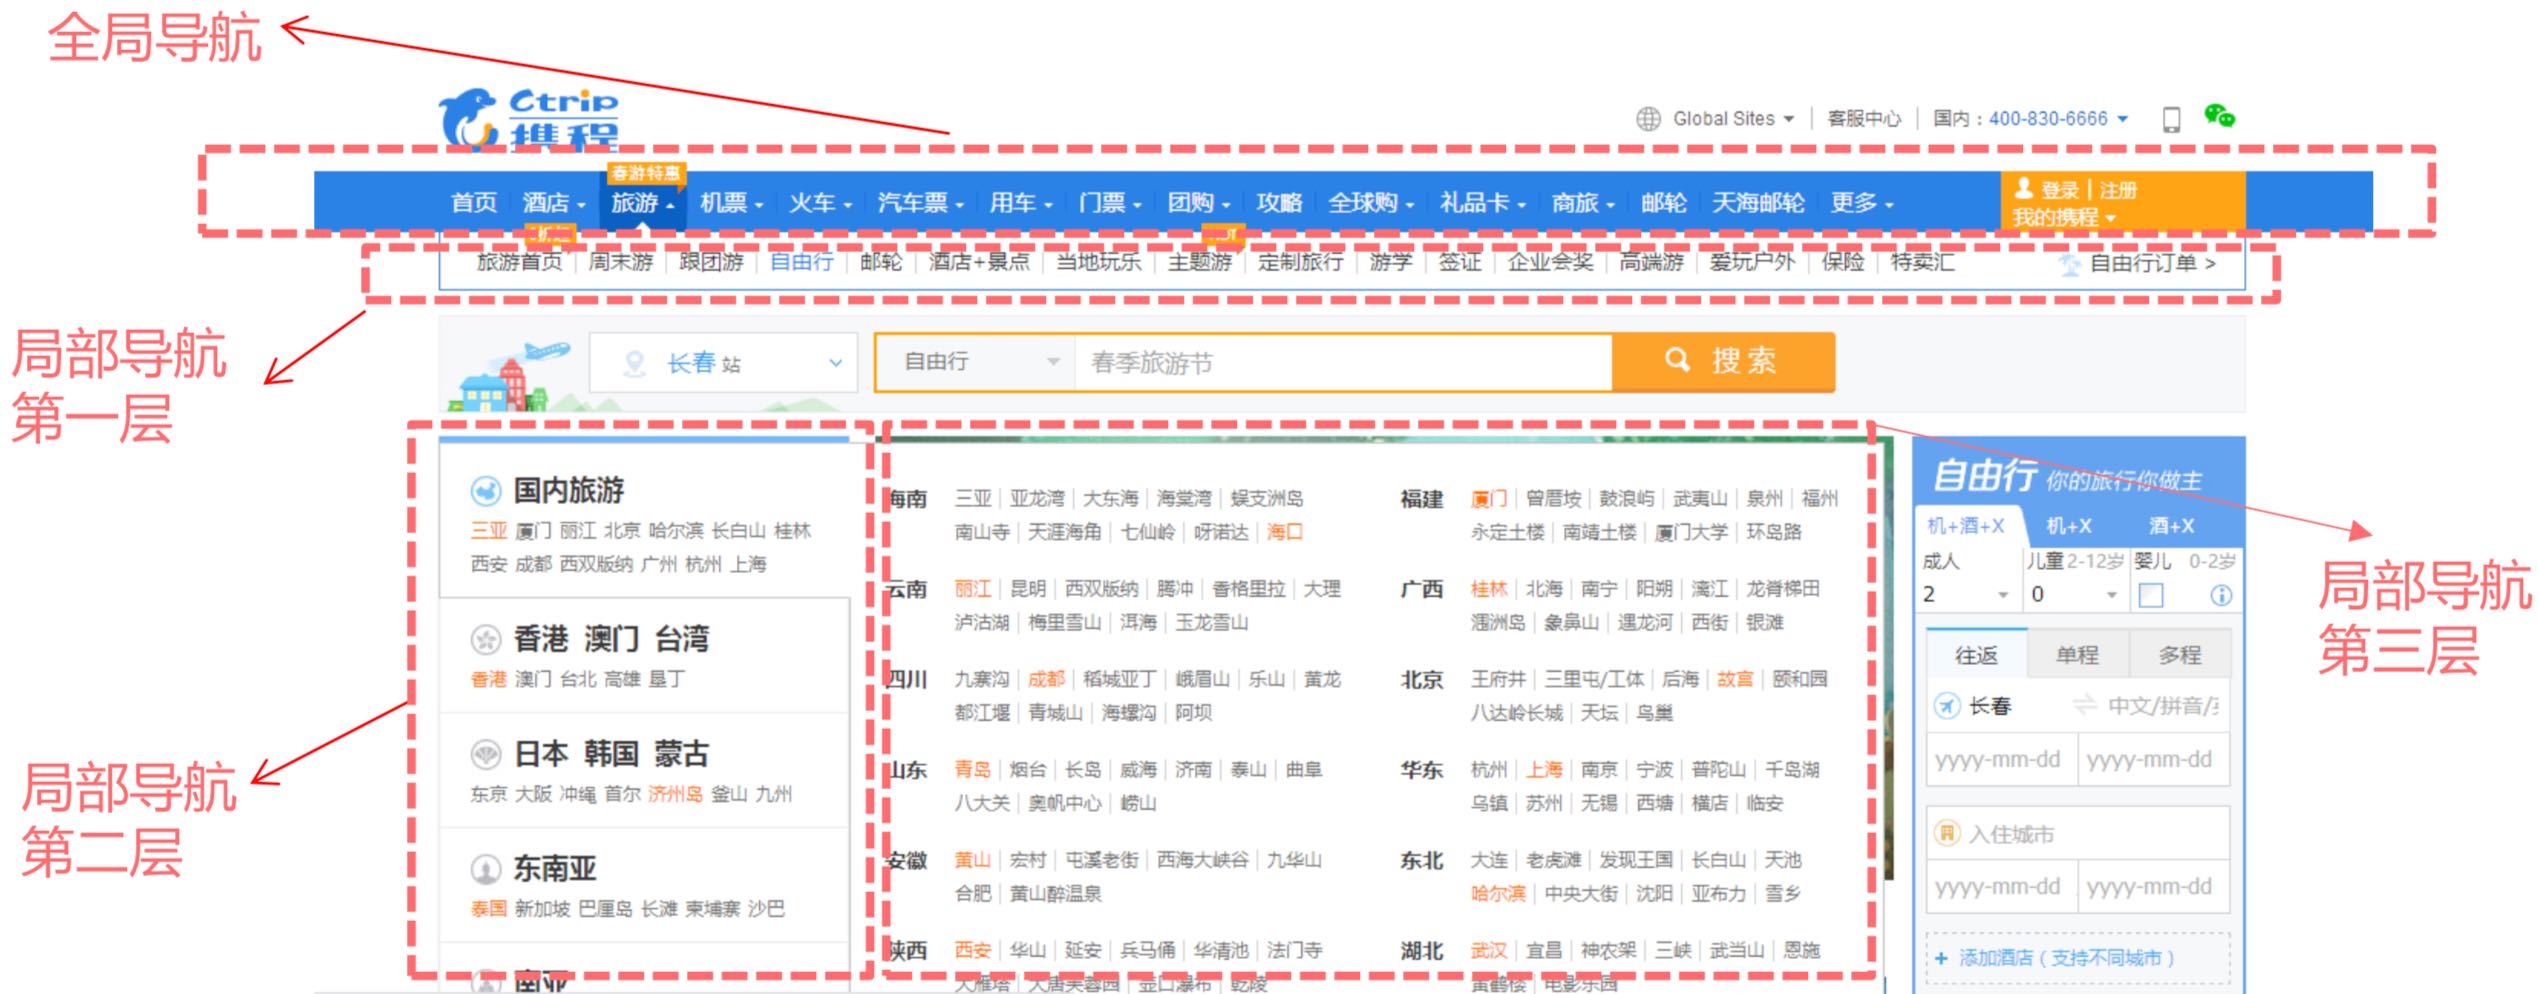 全局导航
Ctrip
携程
Global Sites
客服中心
国内：400-830-6666
春游特惠
首页 酒店 旅游 机票 火车 汽车票 用车 门票 团购 攻略 全球购 礼品卡 商旅 邮轮 天海邮轮 更多
登录 | 注册
我的携程
旅游首页 | 周末游 | 跟团游 | 自由行 | 邮轮 | 酒店+景点 | 当地玩乐 | 主题游 | 定制旅行 | 游学 | 签证 | 企业会奖 | 高端游 | 爱玩户外 | 保险 | 特卖汇
自由行订单 >
局部导航
第一层
长春 站
自由行
春季旅游节
搜索
国内旅游
三亚 厦门 丽江 北京 哈尔滨 长白山 桂林
西安 成都 西双版纳 广州 杭州 上海
香港 澳门 台湾
香港 澳门 台北 高雄 垦丁
日本 韩国 蒙古
东京 大阪 冲绳 首尔 济州岛 釜山 九州
东南亚
泰国 新加坡 巴厘岛 长滩 柬埔寨 沙巴
南亚
局部导航
第二层
海南 三亚 | 亚龙湾 | 大东海 | 海棠湾 | 蜈支洲岛
南山寺 | 天涯海角 | 七仙岭 | 呀诺达 | 海口
云南 丽江 | 昆明 | 西双版纳 | 腾冲 | 香格里拉 | 大理
泸沽湖 | 梅里雪山 | 洱海 | 玉龙雪山
四川 九寨沟 | 成都 | 稻城亚丁 | 峨眉山 | 乐山 | 黄龙
都江堰 | 青城山 | 海螺沟 | 阿坝
山东 青岛 | 烟台 | 长岛 | 威海 | 济南 | 泰山 | 曲阜
八大关 | 奥帆中心 | 崂山
安徽 黄山 | 宏村 | 屯溪老街 | 西海大峡谷 | 九华山
合肥 | 黄山醉温泉
陕西 西安 | 华山 | 延安 | 兵马俑 | 华清池 | 法门寺
大雁塔 | 大唐芙蓉园 | 壶口瀑布 | 乾陵
福建 厦门 | 曾厝垵 | 鼓浪屿 | 武夷山 | 泉州 | 福州
永定土楼 | 南靖土楼 | 厦门大学 | 环岛路
广西 桂林 | 北海 | 南宁 | 阳朔 | 漓江 | 龙脊梯田
涠洲岛 | 象鼻山 | 遇龙河 | 西街 | 银滩
北京 王府井 | 三里屯/工体 | 后海 | 故宫 | 颐和园
八达岭长城 | 天坛 | 鸟巢
华东 杭州 | 上海 | 南京 | 宁波 | 普陀山 | 千岛湖
乌镇 | 苏州 | 无锡 | 西塘 | 横店 | 临安
东北 大连 | 老虎滩 | 发现王国 | 长白山 | 天池
哈尔滨 | 中央大街 | 沈阳 | 亚布力 | 雪乡
湖北 武汉 | 宜昌 | 神农架 | 三峡 | 武当山 | 恩施
黄鹤楼 | 电影乐园
自由行 你的旅行你做主
机+酒+X 机+X 酒+X
成人 儿童 2-12岁 婴儿 0-2岁
2 0
往返 单程 多程
长春 中文/拼音/
yyyy-mm-dd yyyy-mm-dd
入住城市
yyyy-mm-dd yyyy-mm-dd
+ 添加酒店（支持不同城市）
局部导航
第三层